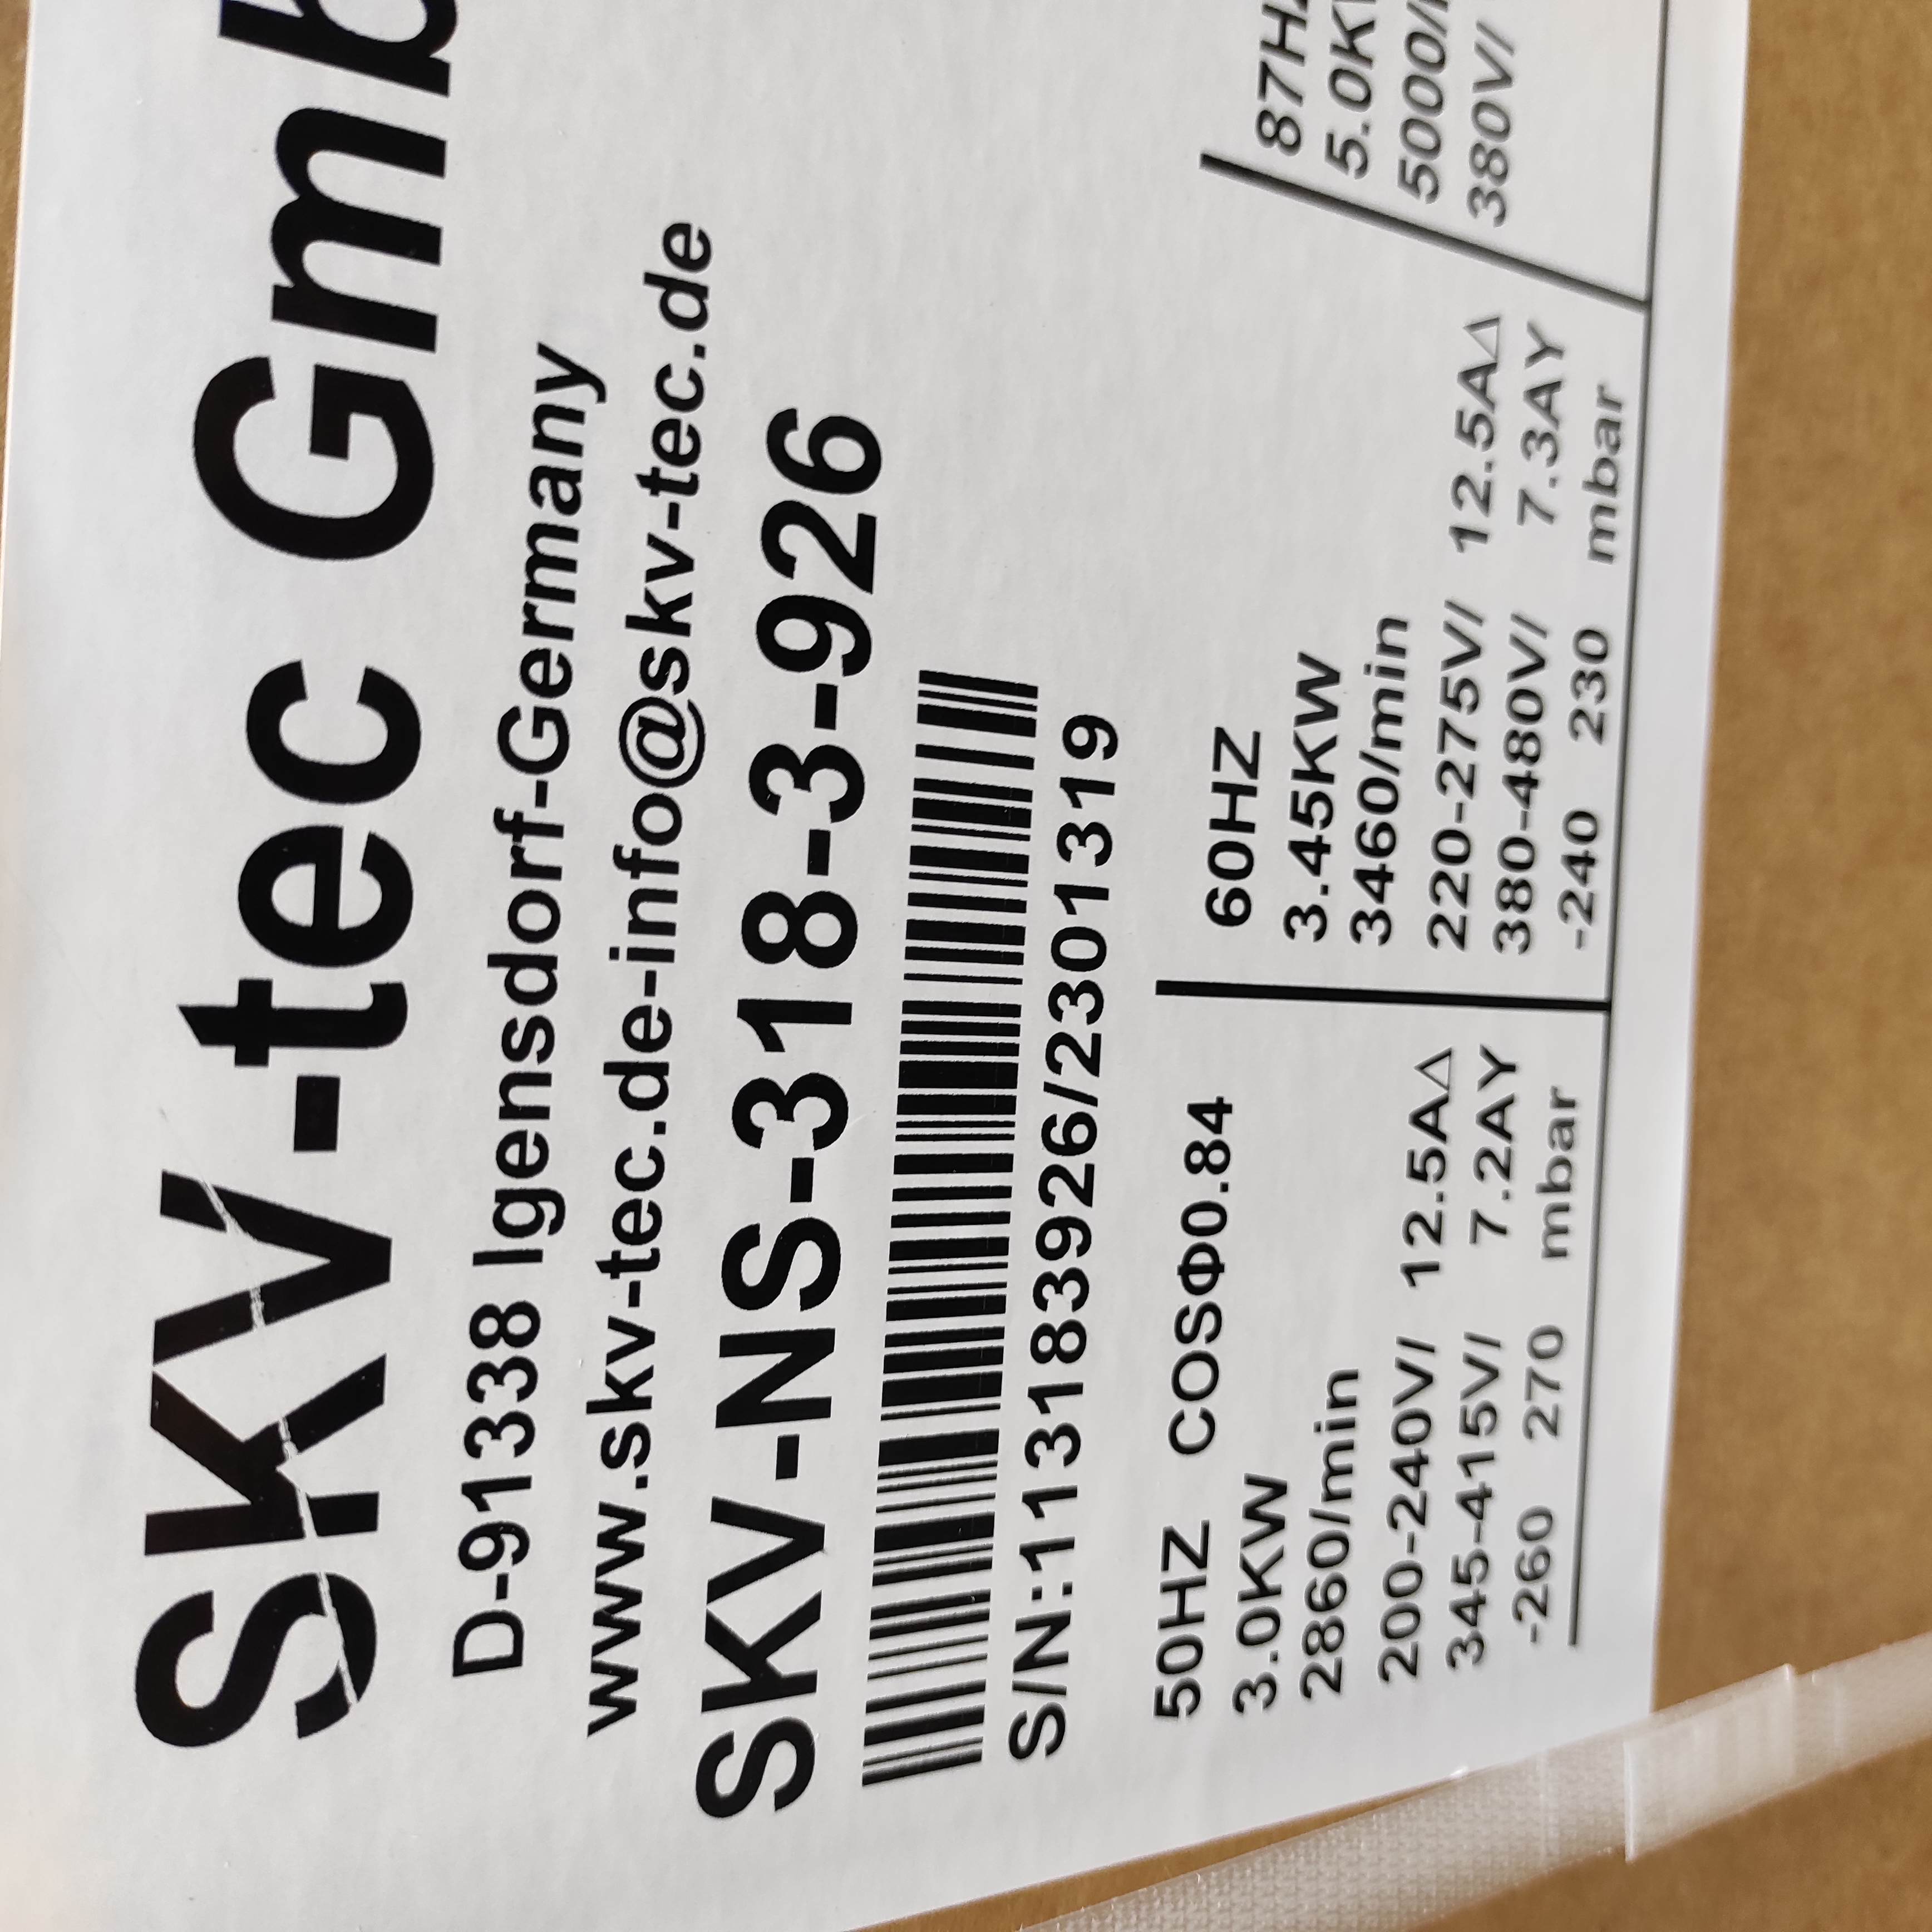 SKV-tec Gmb
D-91338 Igensdorf-Germany
www.skv-tec.de-info@skv-tec.de
SKV-NS-318-3-926
S/N:113183926/2301319
50HZ COSΦ0.84
3.0KW
2860/min
200-240V/ 12.5A△
345-415V/ 7.2AY
-260 270 mbar
60HZ
3.45KW
3460/min
220-275V/ 12.5A△
380-480V/ 7.3AY
-240 230 mbar
87HZ
5.0KW
5000/
380V/